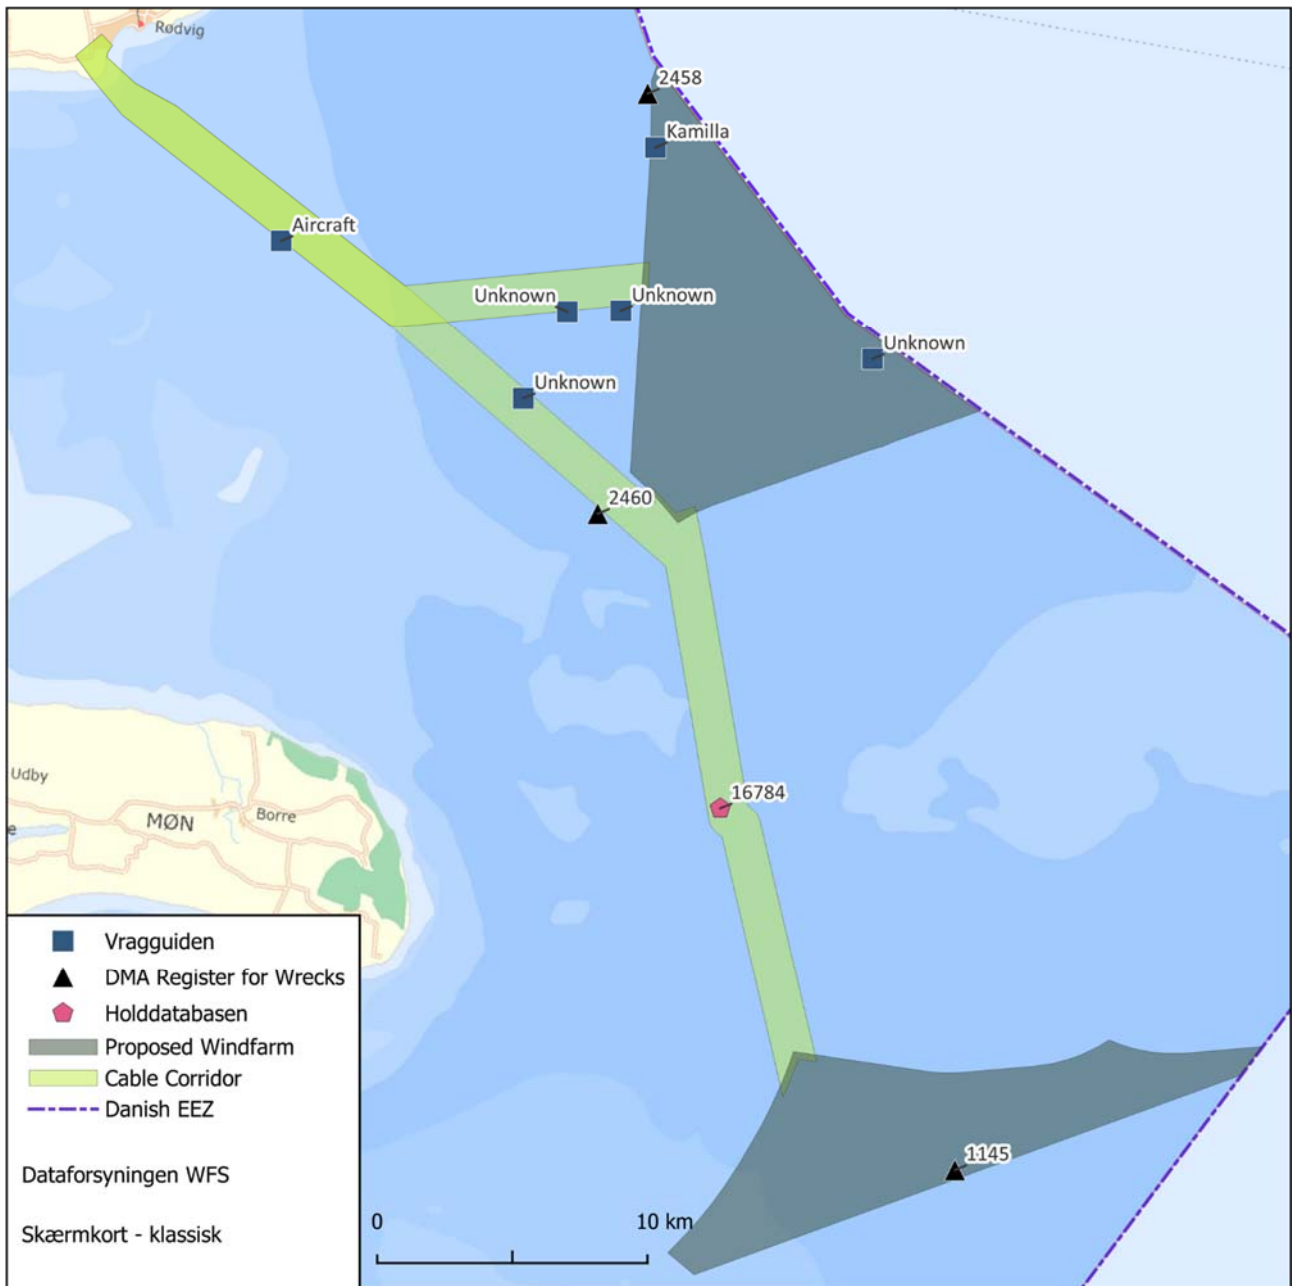 Rødvig
2458
Kamilla
Aircraft
Unknown
Unknown
Unknown
Unknown
2460
16784
Udby
MØN
Borre
e
Vragguiden
DMA Register for Wrecks
Holddatabasen
Proposed Windfarm
Cable Corridor
Danish EEZ
Dataforsyningen WFS
Skærmkort - klassisk
1145
0
10 km